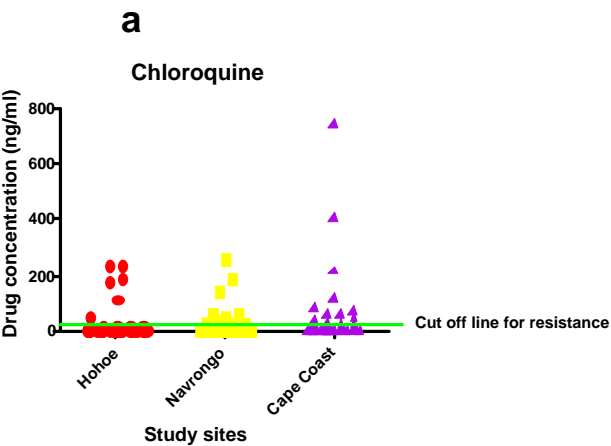 a
Chloroquine
Drug concentration (ng/ml)
800
600
400
200
0
Cut off line for resistance
Hohoe
Navrongo
Cape Coast
Study sites